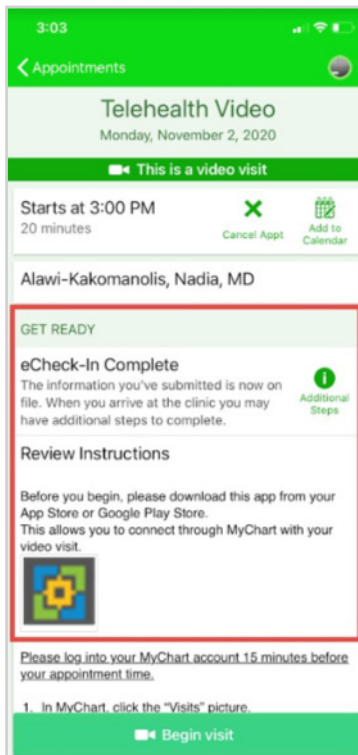 3:03
Appointments
Telehealth Video
Monday, November 2, 2020
This is a video visit
Starts at 3:00 PM
20 minutes
Cancel Appt
Add to
Calendar
Alawi-Kakomanolis, Nadia, MD
GET READY
eCheck-In Complete
The information you've submitted is now on
file. When you arrive at the clinic you may
have additional steps to complete.
Additional
Steps
Review Instructions
Before you begin, please download this app from your
App Store or Google Play Store.
This allows you to connect through MyChart with your
video visit.
Please log into your MyChart account 15 minutes before
your appointment time.
1. In MyChart, click the "Visits" picture.
Begin visit